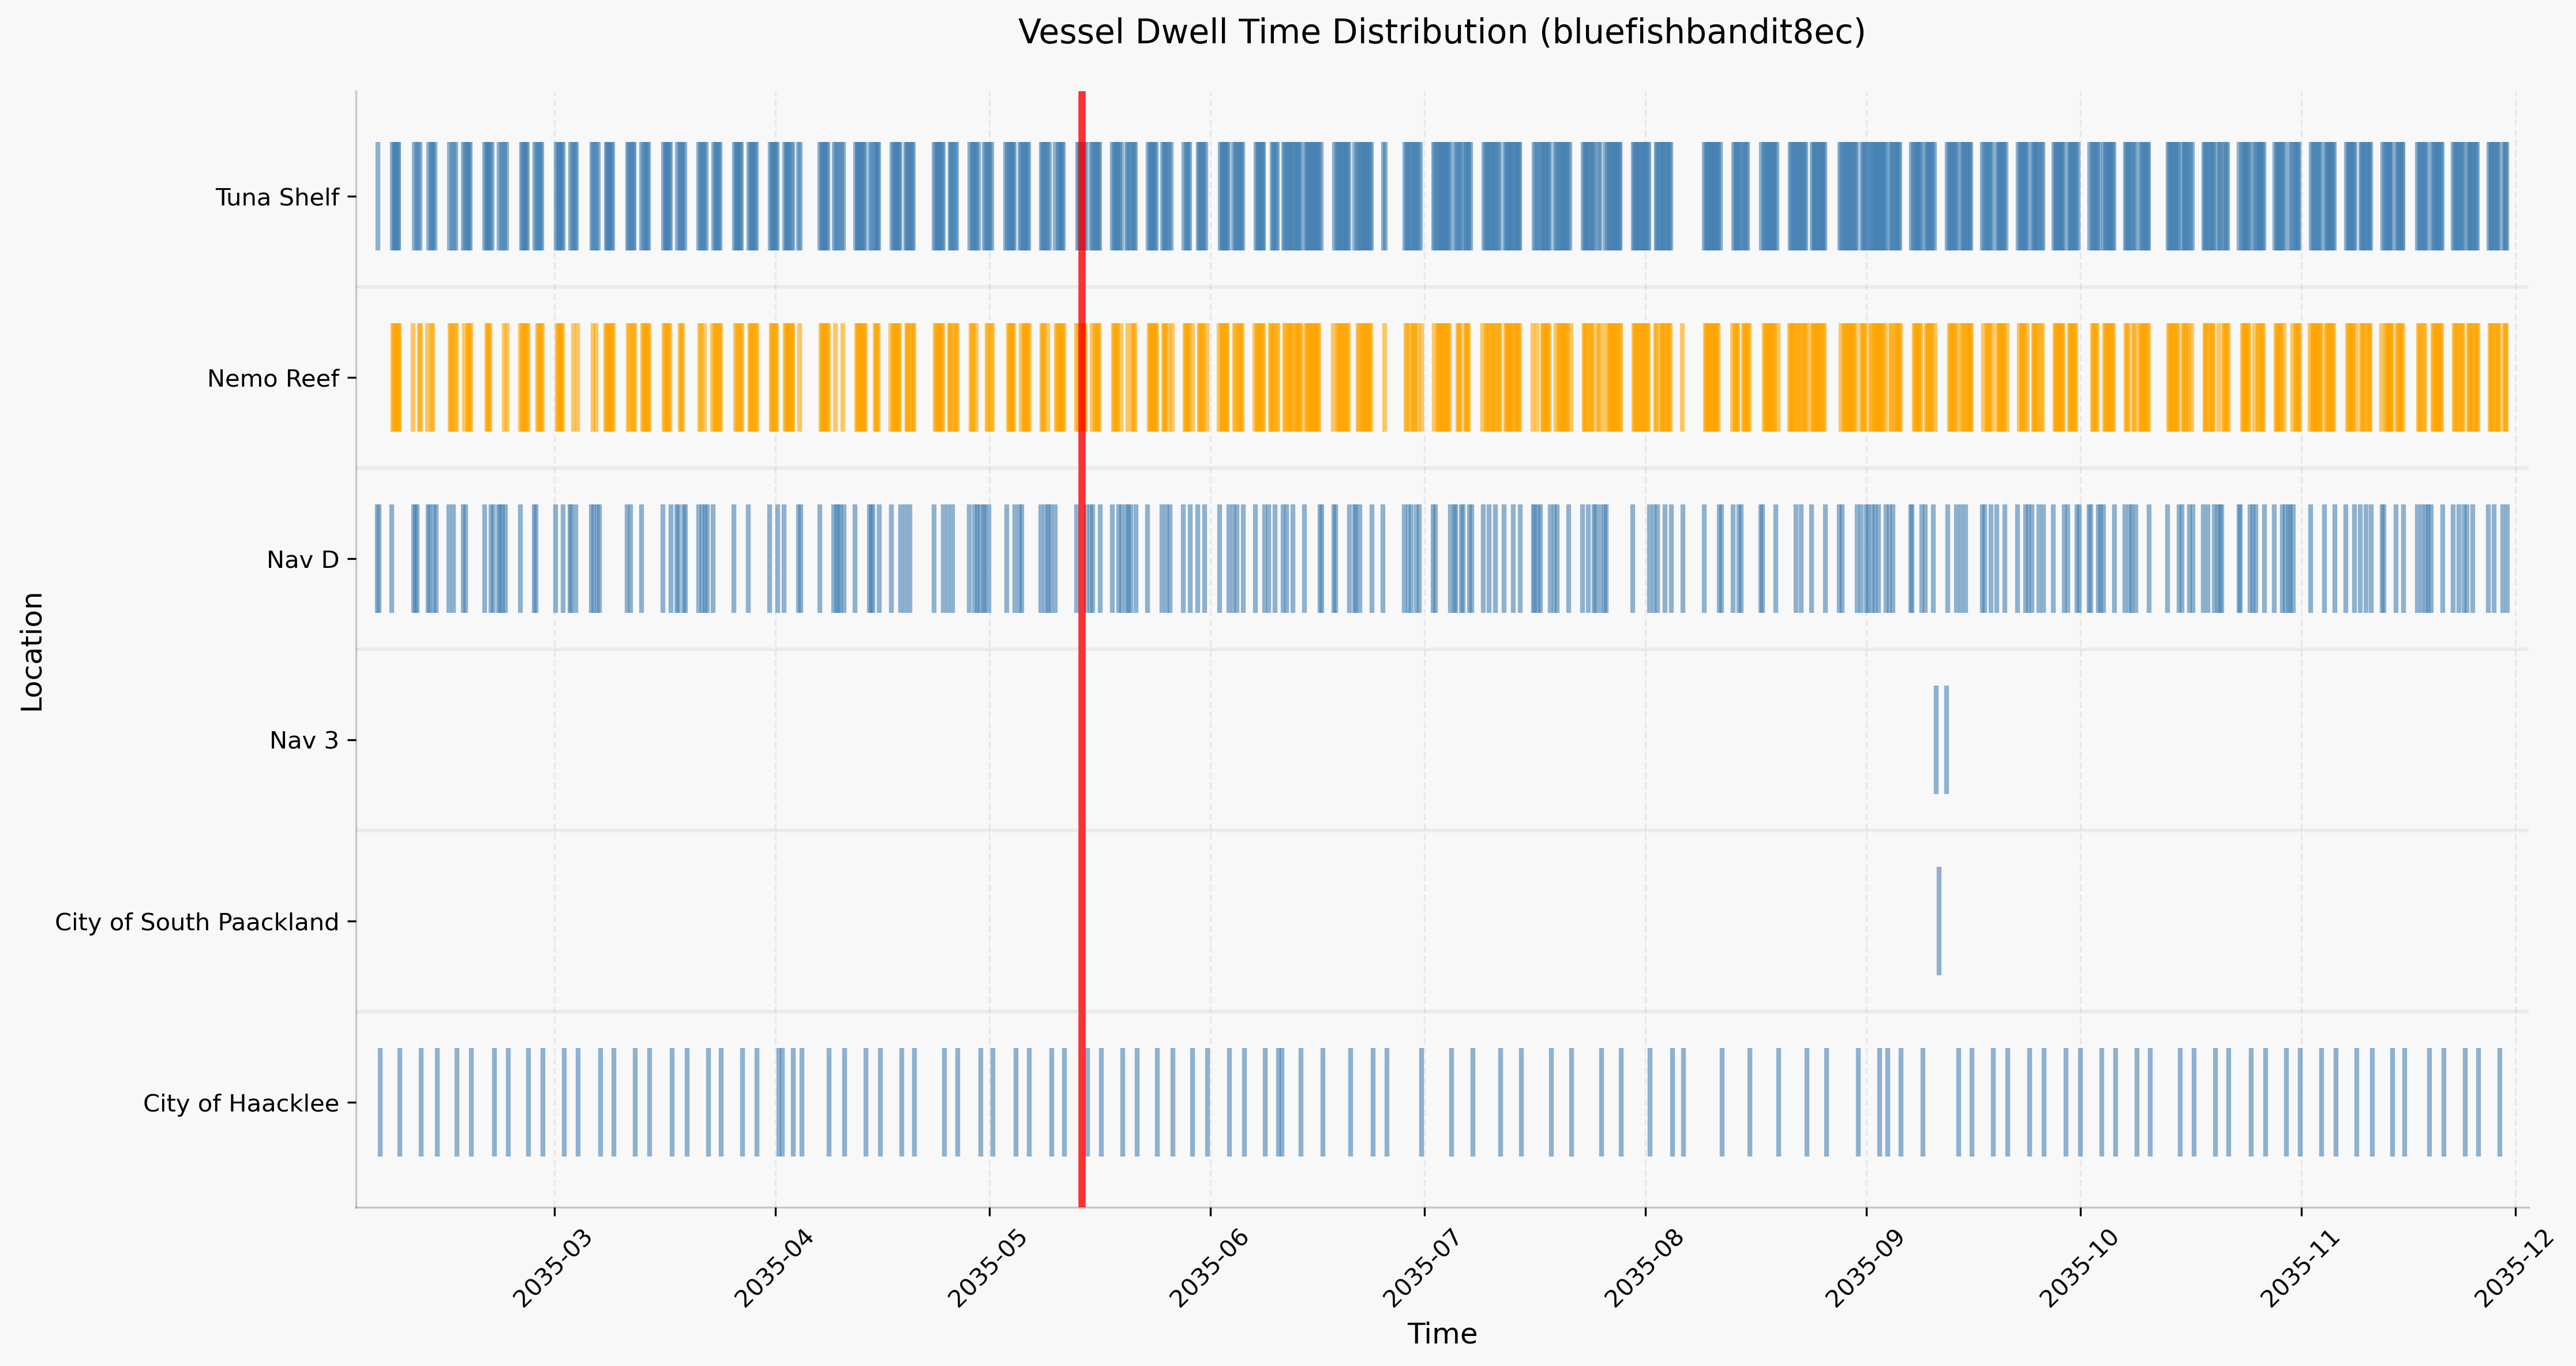 Vessel Dwell Time Distribution (bluefishbandit8ec)
Location
Tuna Shelf
Nemo Reef
Nav D
Nav 3
City of South Paackland
City of Haacklee
2035-03
2035-04
2035-05
2035-06
2035-07
2035-08
2035-09
2035-10
2035-11
2035-12
Time